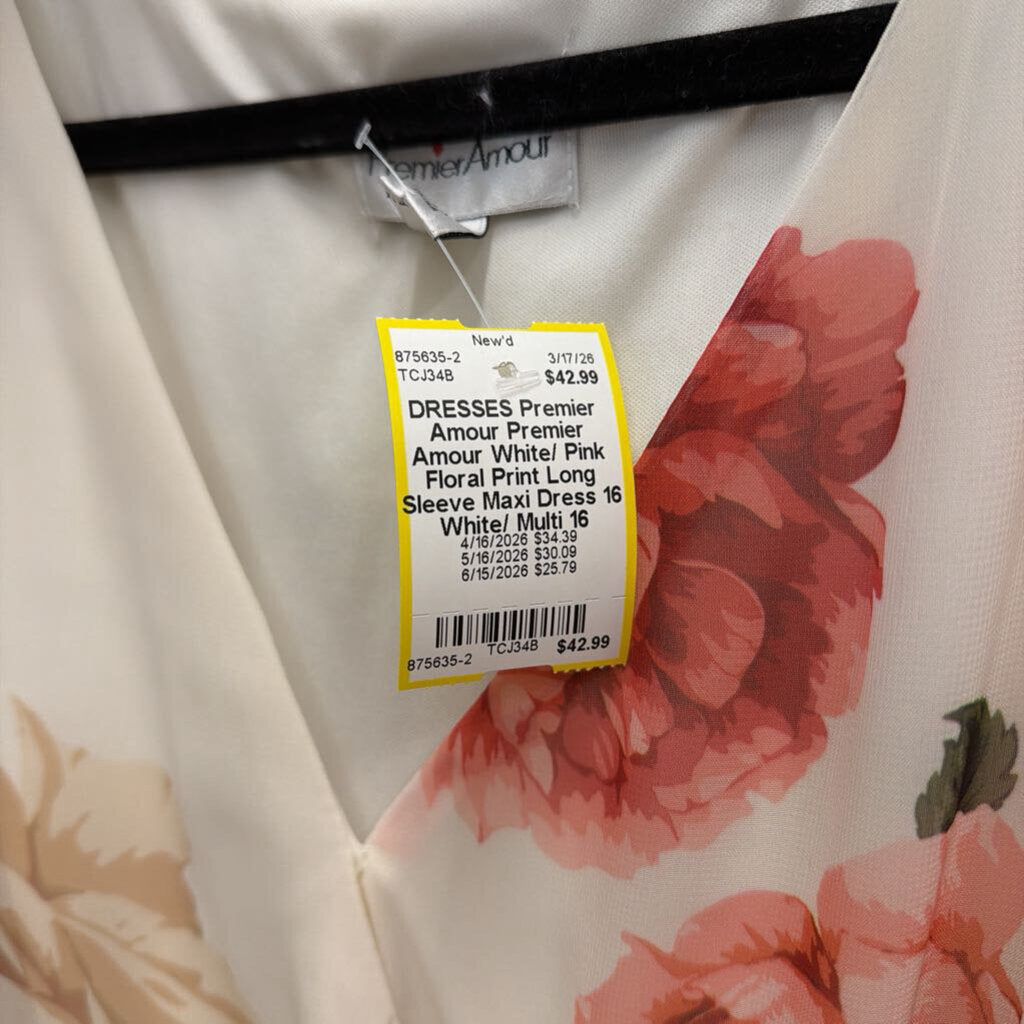 PremierAmour
New'd
875635-2 3/17/26
TCJ34B $42.99
DRESSES Premier
Amour Premier
Amour White/ Pink
Floral Print Long
Sleeve Maxi Dress 16
White/ Multi 16
4/16/2026 $34.39
5/16/2026 $30.09
6/15/2026 $25.79
875635-2 TCJ34B $42.99